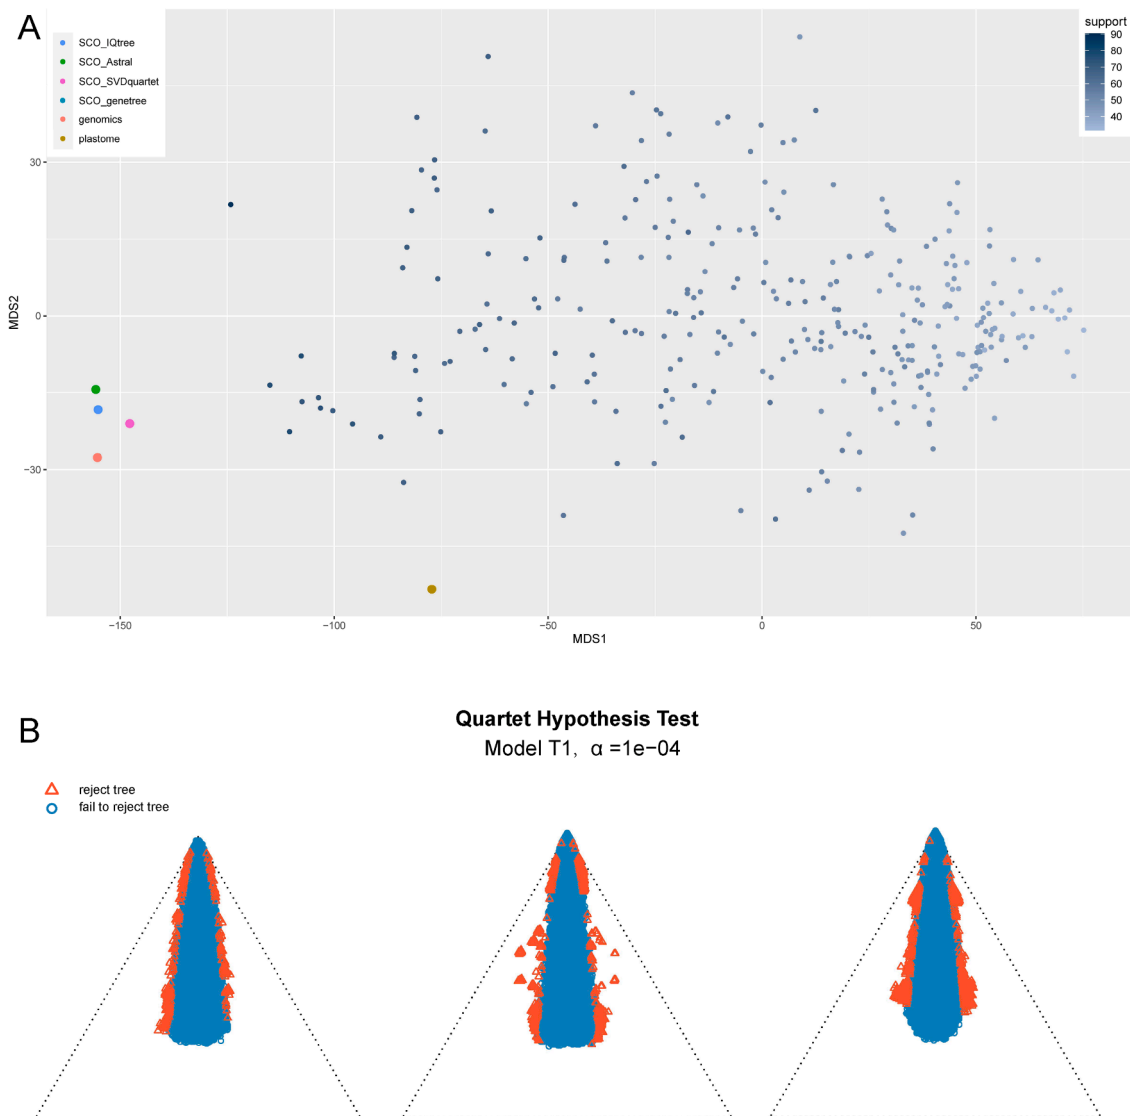 A
SCO_IQtree
SCO_Astral
SCO_SVDquartet
SCO_genetree
genomics
plastome
support
90
80
70
60
50
40
30
0
−30
MDS2
−150
−100
−50
0
50
MDS1
B
Quartet Hypothesis Test
Model T1, α =1e−04
reject tree
fail to reject tree